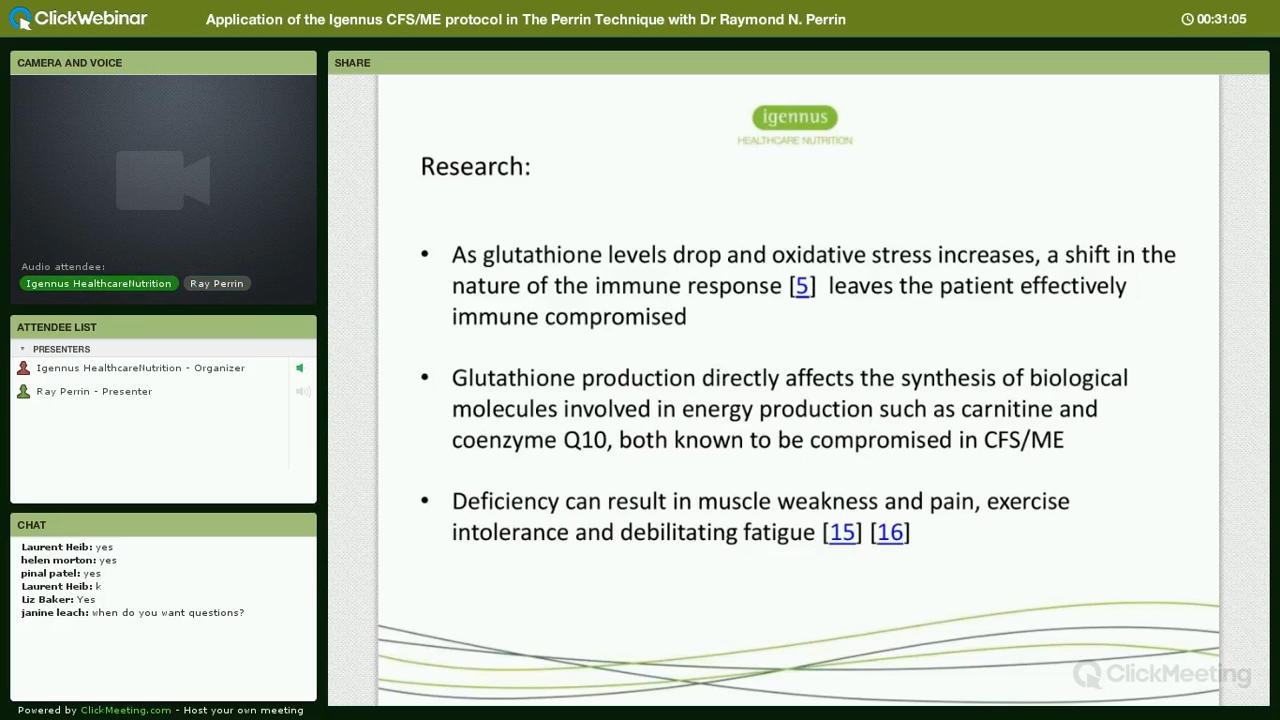 ClickWebinar
Application of the Igennus CFS/ME protocol in The Perrin Technique with Dr Raymond N. Perrin
00:31:05
CAMERA AND VOICE
Audio attendee:
Igennus HealthcareNutrition
Ray Perrin
ATTENDEE LIST
PRESENTERS
Igennus HealthcareNutrition - Organizer
Ray Perrin - Presenter
CHAT
Laurent Heib: yes
helen morton: yes
pinal patel: yes
Laurent Heib: k
Liz Baker: Yes
janine leach: when do you want questions?
Powered by ClickMeeting.com - Host your own meeting
SHARE
igennus
HEALTHCARE NUTRITION
Research:
• As glutathione levels drop and oxidative stress increases, a shift in the
nature of the immune response [5] leaves the patient effectively
immune compromised
• Glutathione production directly affects the synthesis of biological
molecules involved in energy production such as carnitine and
coenzyme Q10, both known to be compromised in CFS/ME
• Deficiency can result in muscle weakness and pain, exercise
intolerance and debilitating fatigue [15] [16]
ClickMeeting